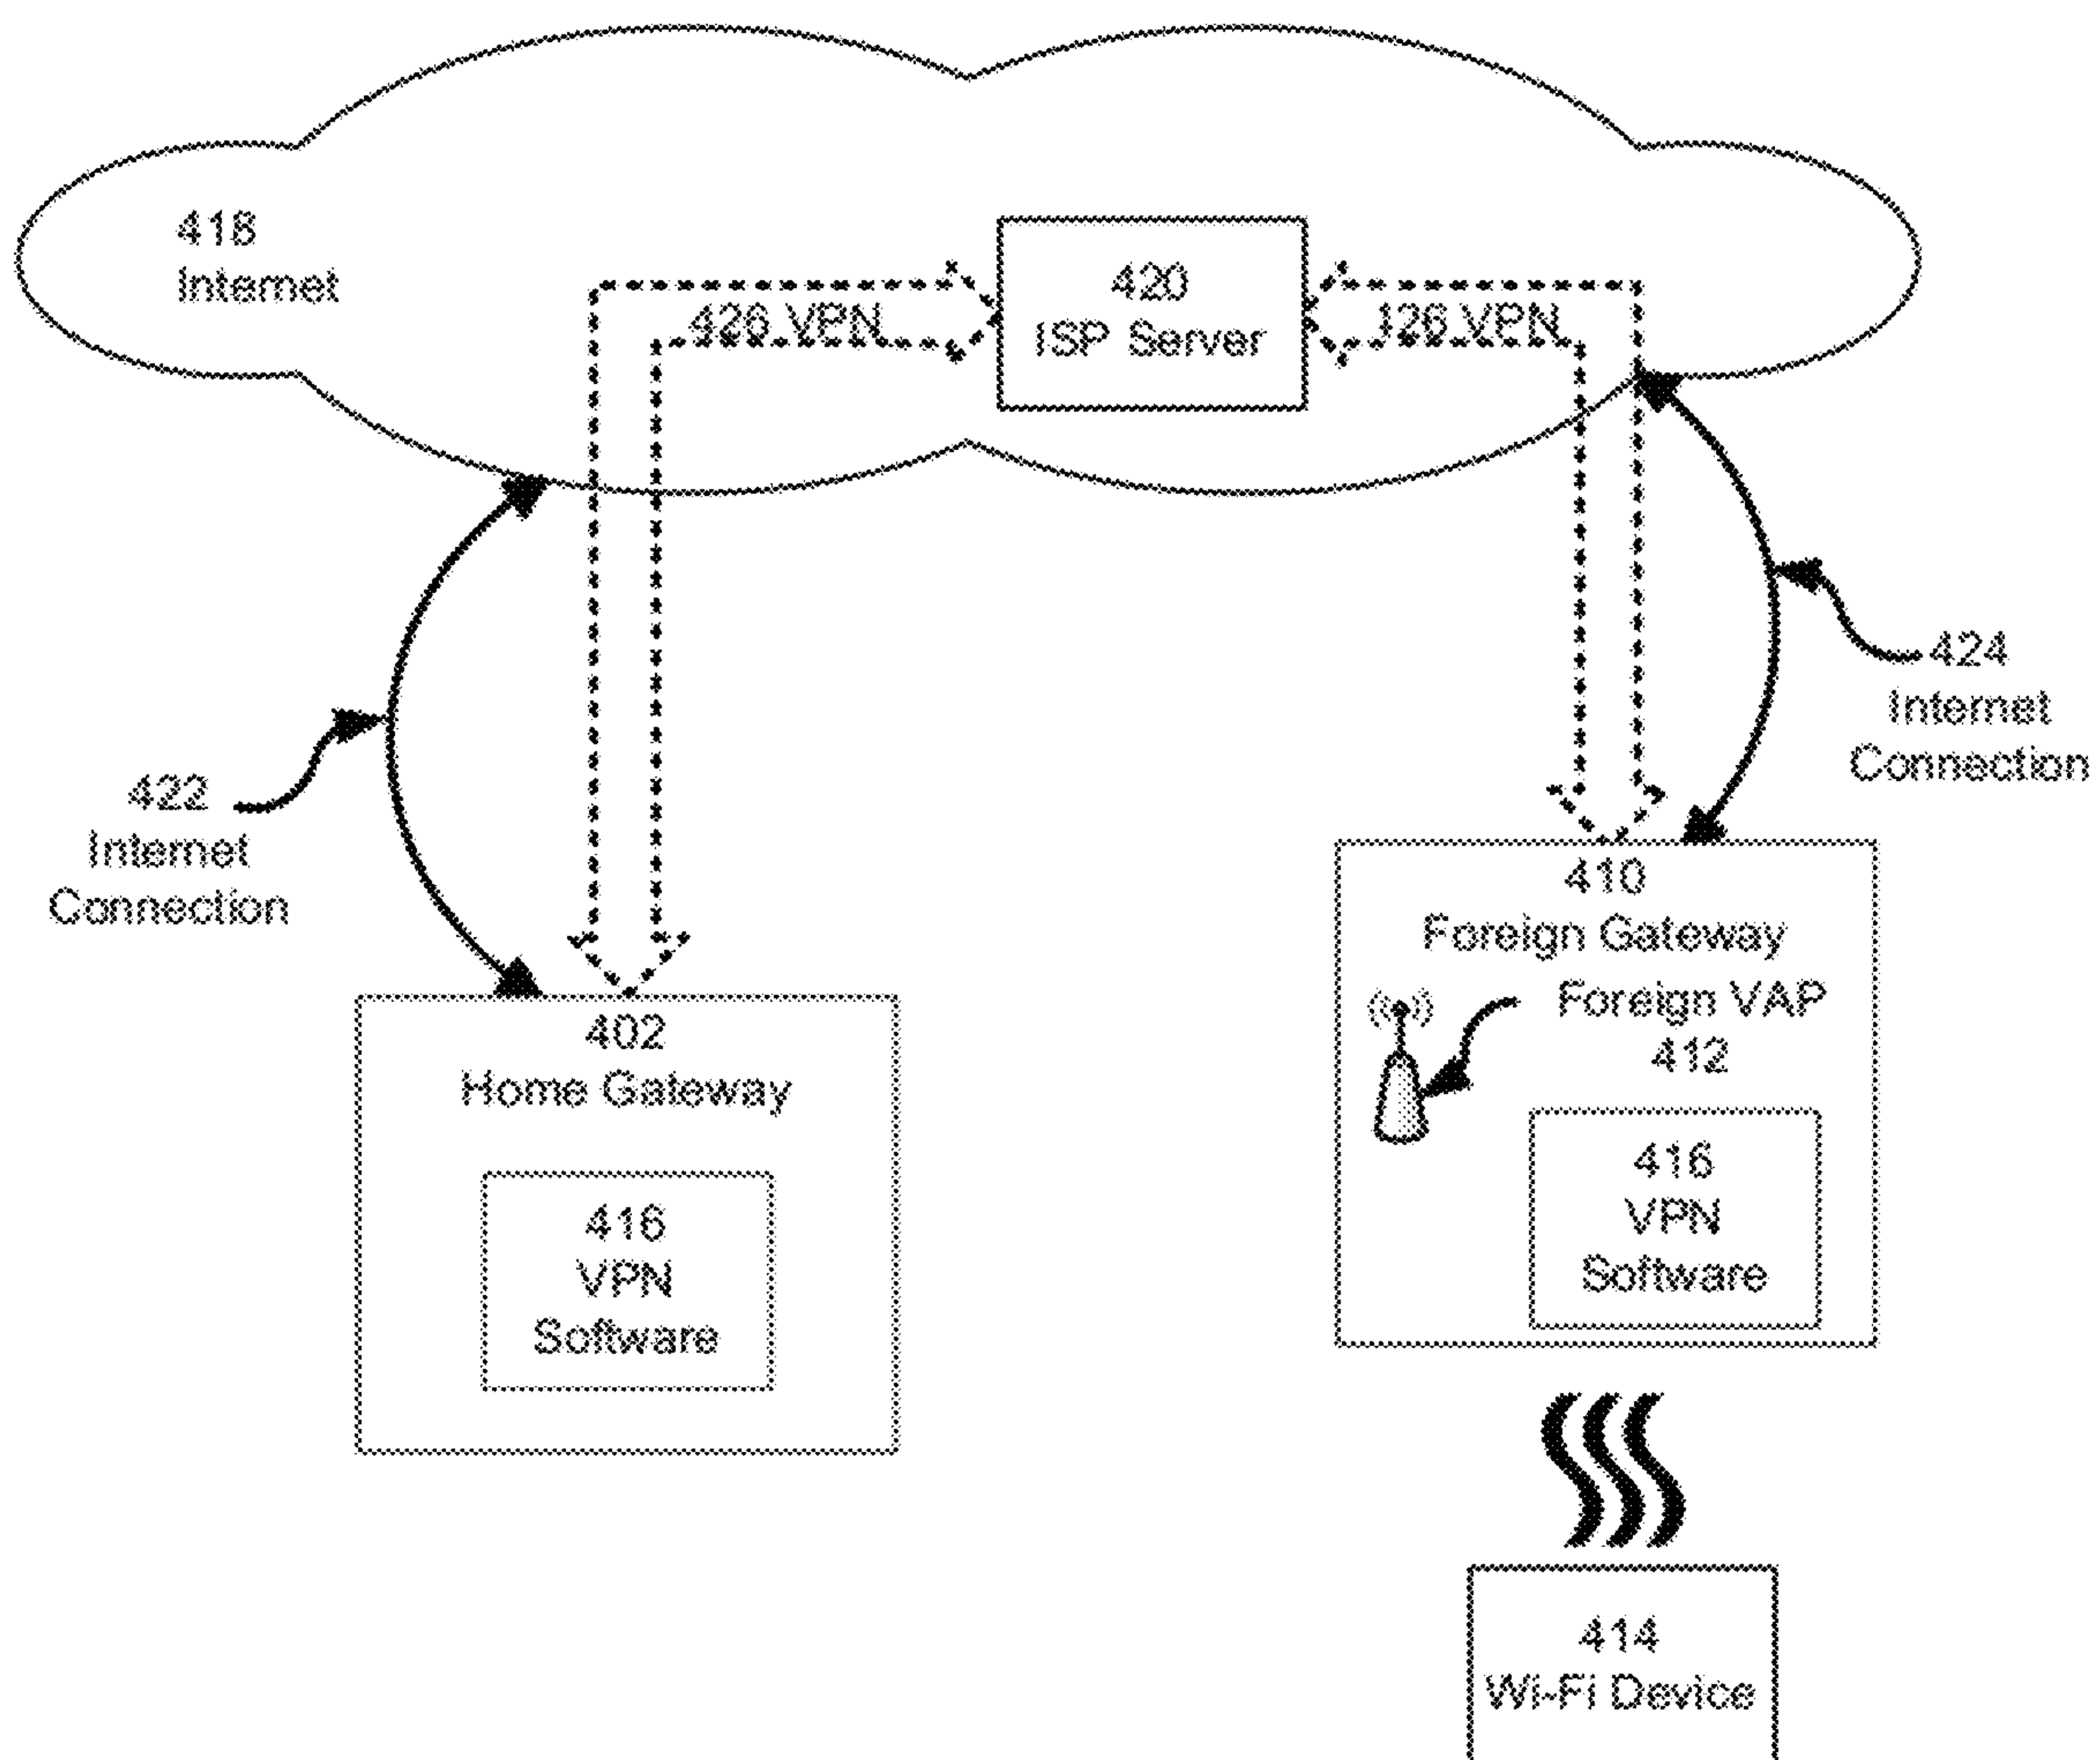 418
Internet
420
ISP Server
426 VPN
126 VPN
424
Internet
Connection
422
Internet
Connection
410
Foreign Gateway
Foreign VAP
412
416
VPN
Software
402
Home Gateway
416
VPN
Software
414
Wi-Fi Device